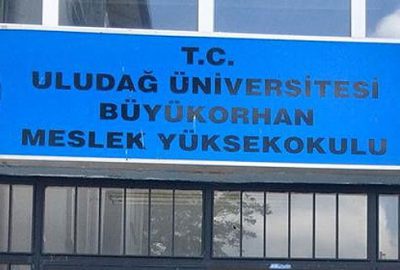 T.C.
ULUDAĞ ÜNİVERSİTESİ
BÜYÜKORHAN
MESLEK YÜKSEKOKULU